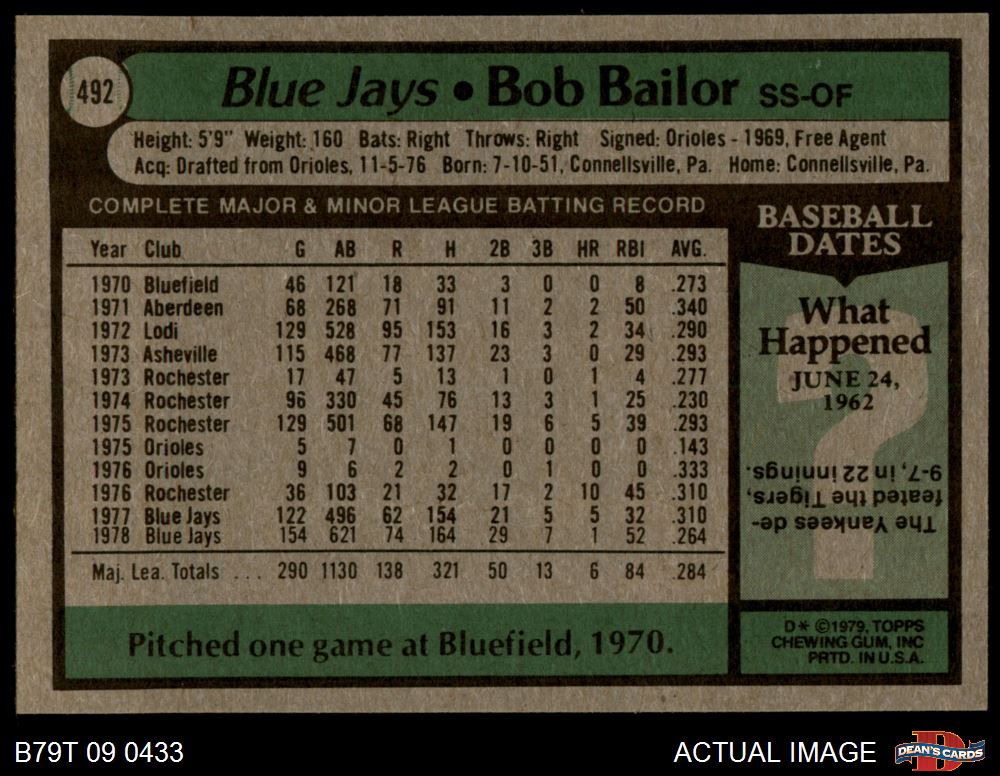 492
Blue Jays • Bob Bailor SS-OF
Height: 5'9" Weight: 160 Bats: Right Throws: Right Signed: Orioles - 1969, Free Agent
Acq: Drafted from Orioles, 11-5-76 Born: 7-10-51, Connellsville, Pa. Home: Connellsville, Pa.
COMPLETE MAJOR & MINOR LEAGUE BATTING RECORD
Year Club G AB R H 2B 3B HR RBI AVG.
1970 Bluefield 46 121 18 33 3 0 0 8 .273
1971 Aberdeen 68 268 71 91 11 2 2 50 .340
1972 Lodi 129 528 95 153 16 3 2 34 .290
1973 Asheville 115 468 77 137 23 3 0 29 .293
1973 Rochester 17 47 5 13 1 0 1 4 .277
1974 Rochester 96 330 45 76 13 3 1 25 .230
1975 Rochester 129 501 68 147 19 6 5 39 .293
1975 Orioles 5 7 0 1 0 0 0 0 .143
1976 Orioles 9 6 2 2 0 1 0 0 .333
1976 Rochester 36 103 21 32 17 2 10 45 .310
1977 Blue Jays 122 496 62 154 21 5 5 32 .310
1978 Blue Jays 154 621 74 164 29 7 1 52 .264
Maj. Lea. Totals ... 290 1130 138 321 50 13 6 84 .284
Pitched one game at Bluefield, 1970.
BASEBALL
DATES
What
Happened
JUNE 24,
1962
?
The Yankees de-
feated the Tigers,
9-7, in 22 innings.
D* ©1979, TOPPS
CHEWING GUM, INC
PRTD. IN U.S.A.
B79T 09 0433
ACTUAL IMAGE
D
DEAN'S CARDS